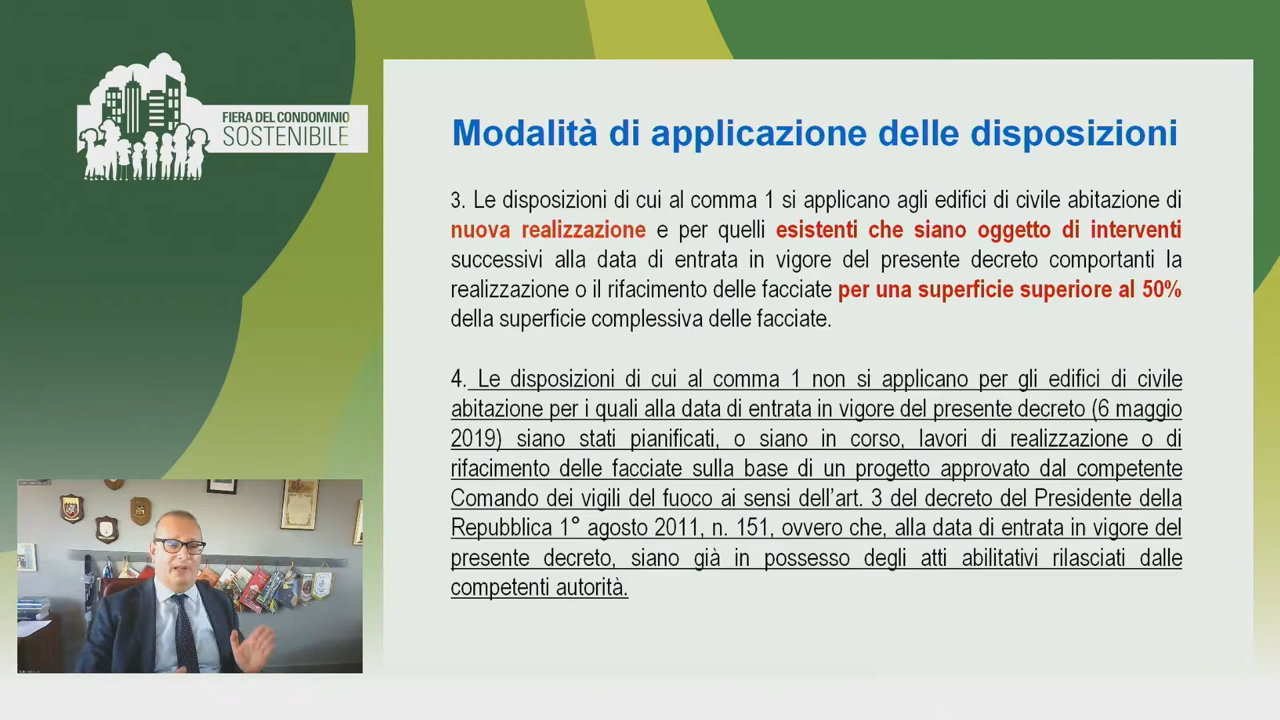 FIERA DEL CONDOMINIO
SOSTENIBILE
Modalità di applicazione delle disposizioni
3. Le disposizioni di cui al comma 1 si applicano agli edifici di civile abitazione di
nuova realizzazione e per quelli esistenti che siano oggetto di interventi
successivi alla data di entrata in vigore del presente decreto comportanti la
realizzazione o il rifacimento delle facciate per una superficie superiore al 50%
della superficie complessiva delle facciate.
4. Le disposizioni di cui al comma 1 non si applicano per gli edifici di civile
abitazione per i quali alla data di entrata in vigore del presente decreto (6 maggio
2019) siano stati pianificati, o siano in corso, lavori di realizzazione o di
rifacimento delle facciate sulla base di un progetto approvato dal competente
Comando dei vigili del fuoco ai sensi dell'art. 3 del decreto del Presidente della
Repubblica 1° agosto 2011, n. 151, ovvero che, alla data di entrata in vigore del
presente decreto, siano già in possesso degli atti abilitativi rilasciati dalle
competenti autorità.